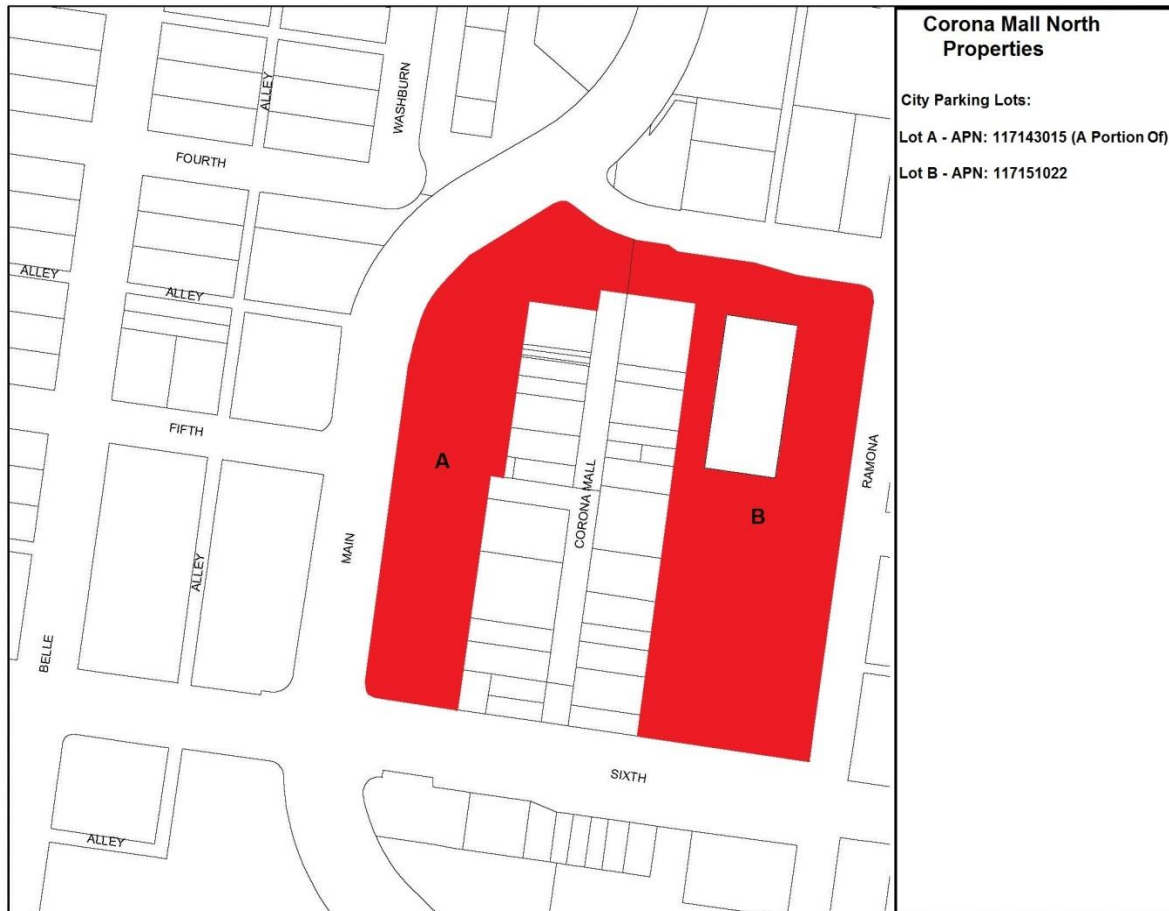 Corona Mall North
Properties
City Parking Lots:
Lot A - APN: 117143015 (A Portion Of)
Lot B - APN: 117151022
ALLEY
WASHBURN
FOURTH
ALLEY
ALLEY
FIFTH
A
CORONA MALL
RAMONA
B
MAIN
ALLEY
BELLE
SIXTH
ALLEY